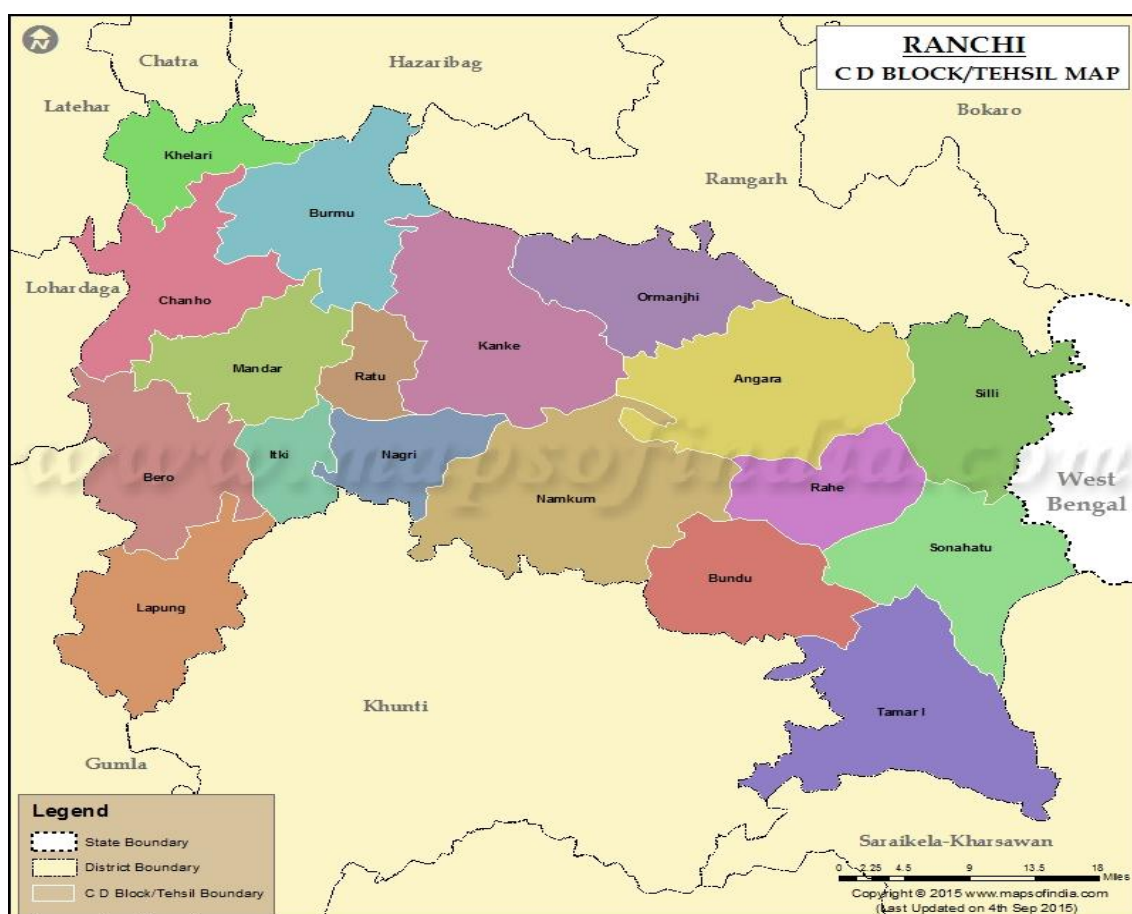 RANCHI
C D BLOCK/TEHSIL MAP
N
Chatra
Hazaribag
Latehar
Bokaro
Khelari
Ramgarh
Burmu
Lohardaga
Chanho
Ormanjhi
Kanke
Mandar
Ratu
Angara
Silli
www.mapsofindia.com
Itki
Nagri
Bero
Namkum
Rahe
West
Bengal
Sonahatu
Bundu
Lapung
Khunti
Tamar I
Gumla
Legend
State Boundary
District Boundary
C D Block/Tehsil Boundary
Saraikela-Kharsawan
0 2.25 4.5 9 13.5 18
Miles
Copyright © 2015 www.mapsofindia.com
(Last Updated on 4th Sep 2015)